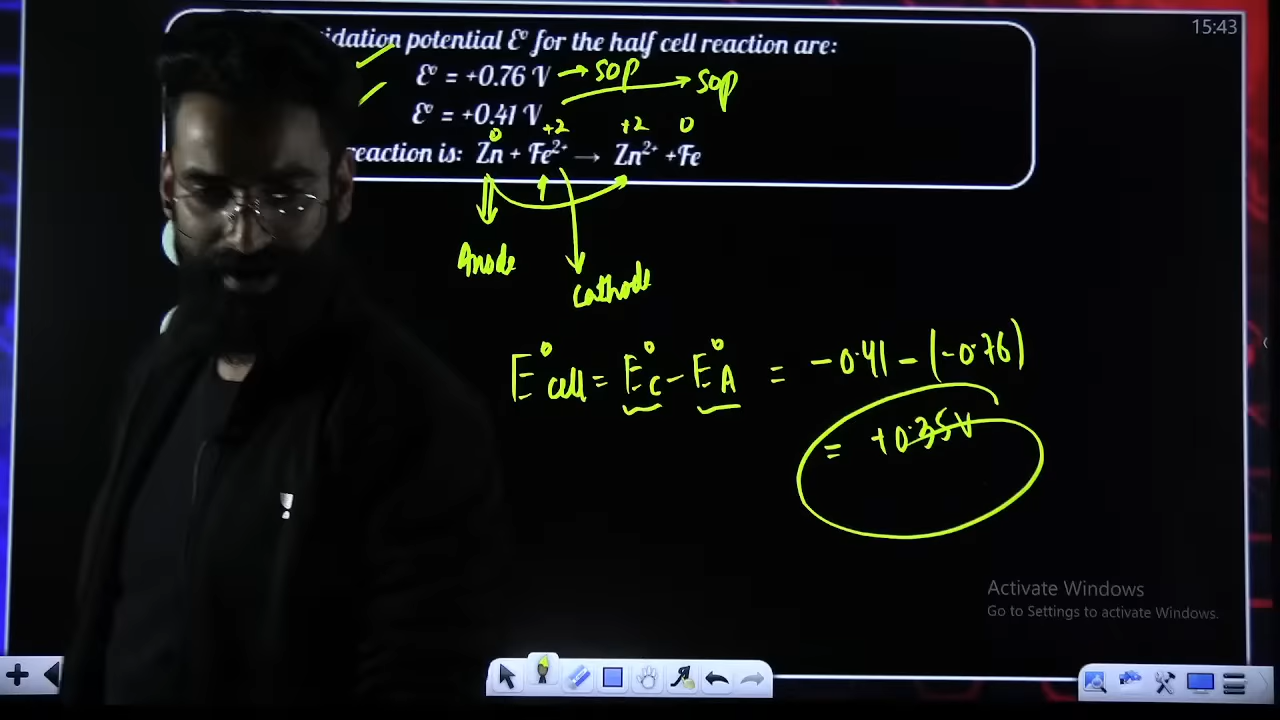 15:43
idation potential ℰ° for the half cell reaction are:
ℰ° = +0.76 V → SOP
ℰ° = +0.41 V → SOP
0 +2 +2 0
reaction is: Zn + Fe²⁺ → Zn²⁺ +Fe
Anode
Cathode
E°cell = E°C - E°A = -0.41 - (-0.76)
= +0.35V
Activate Windows
Go to Settings to activate Windows.